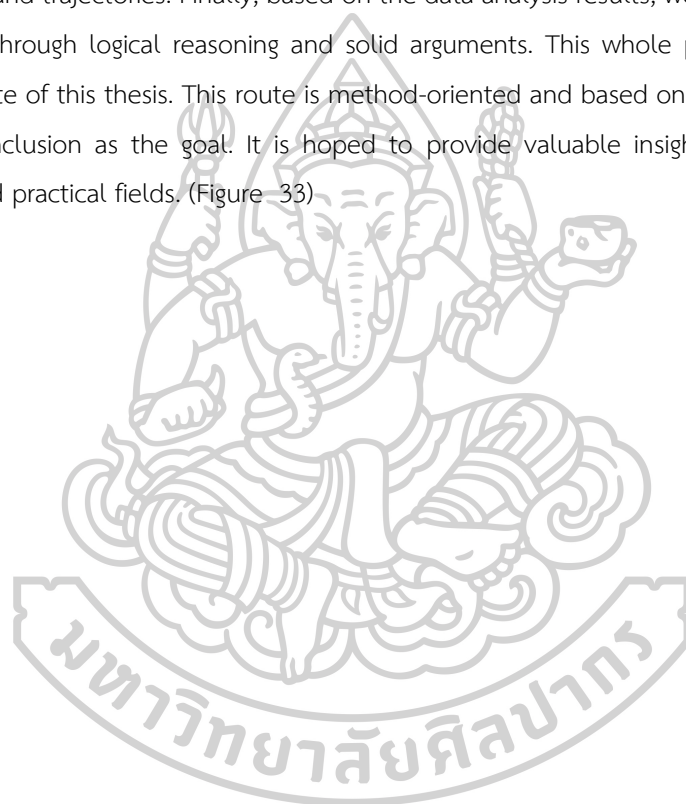 and trajectories. Finally, based on the data analysis results, we
hrough logical reasoning and solid arguments. This whole p
te of this thesis. This route is method-oriented and based on
nclusion as the goal. It is hoped to provide valuable insigh
d practical fields. (Figure 33)
มหาวิทยาลัยศิลปากร